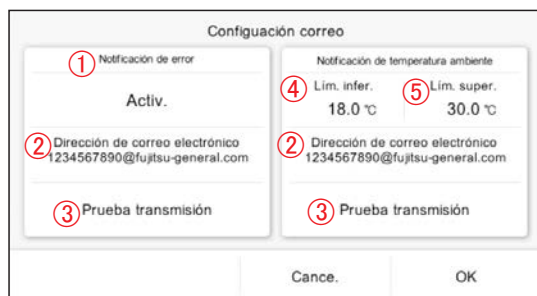 Configuación correo
① Notificación de error
Activ.
② Dirección de correo electrónico
1234567890@fujitsu-general.com
③ Prueba transmisión
Notificación de temperatura ambiente
④ Lím. infer.
18.0 ℃
⑤ Lím. super.
30.0 ℃
② Dirección de correo electrónico
1234567890@fujitsu-general.com
③ Prueba transmisión
Cance.
OK